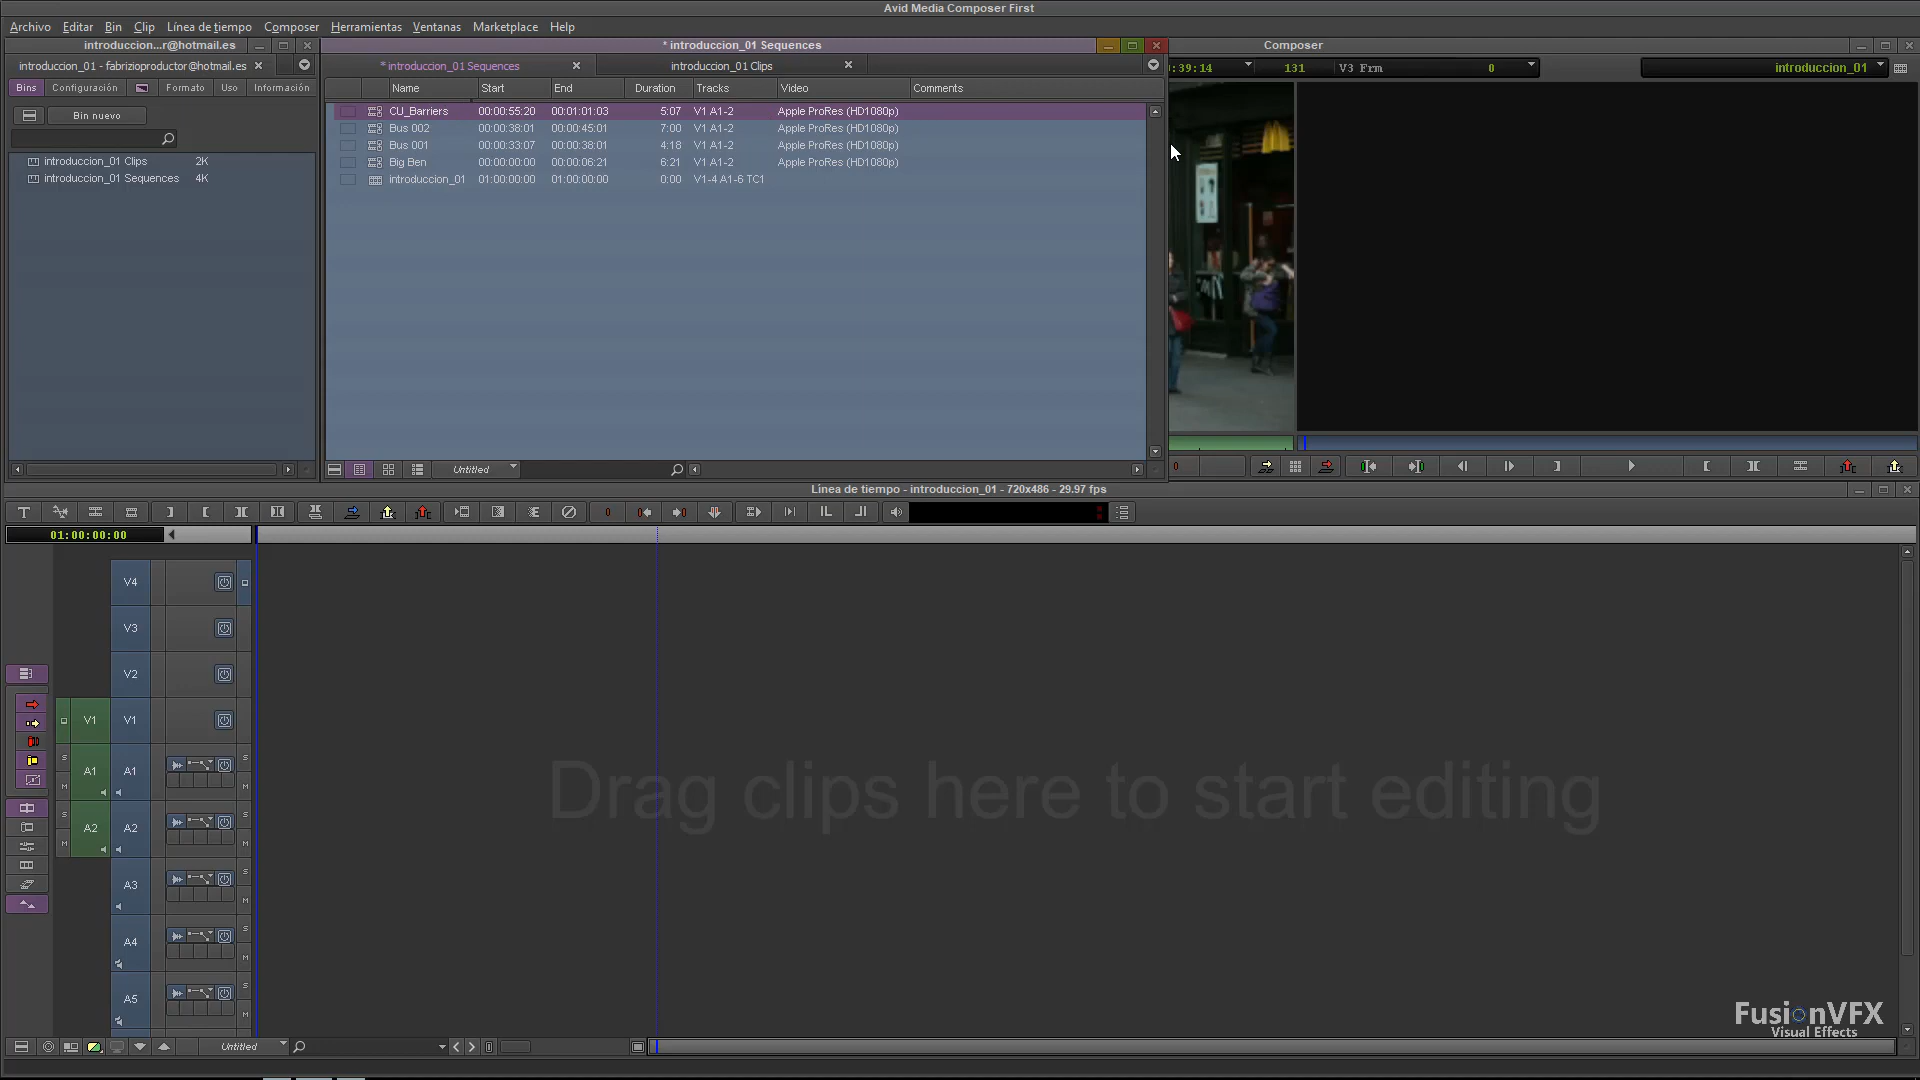 Avid Media Composer First
Archivo Editar Bin Clip Línea de tiempo Composer Herramientas Ventanas Marketplace Help
introduccion...r@hotmail.es
* introduccion_01 Sequences
Composer
introduccion_01 - fabrizioproductor@hotmail.es
* introduccion_01 Sequences
introduccion_01 Clips
:39:14 131 V3 Frm 0 introduccion_01
Bins Configuración Formato Uso Información
Name Start End Duration Tracks Video Comments
Bin nuevo
CU_Barriers 00:00:55:20 00:01:01:03 5:07 V1 A1-2 Apple ProRes (HD1080p)
Bus 002 00:00:38:01 00:00:45:01 7:00 V1 A1-2 Apple ProRes (HD1080p)
Bus 001 00:00:33:07 00:00:38:01 4:18 V1 A1-2 Apple ProRes (HD1080p)
Big Ben 00:00:00:00 00:00:06:21 6:21 V1 A1-2 Apple ProRes (HD1080p)
introduccion_01 01:00:00:00 01:00:00:00 0:00 V1-4 A1-6 TC1
introduccion_01 Clips 2K
introduccion_01 Sequences 4K
Untitled
Línea de tiempo - introduccion_01 - 720x486 - 29.97 fps
01:00:00:00
V4
V3
V2
V1 V1
S A1 A1 S
M M
S A2 A2 S
M M
A3 S
M
A4 S
M
A5 S
M
Drag clips here to start editing
FusionVFX
Visual Effects
Untitled